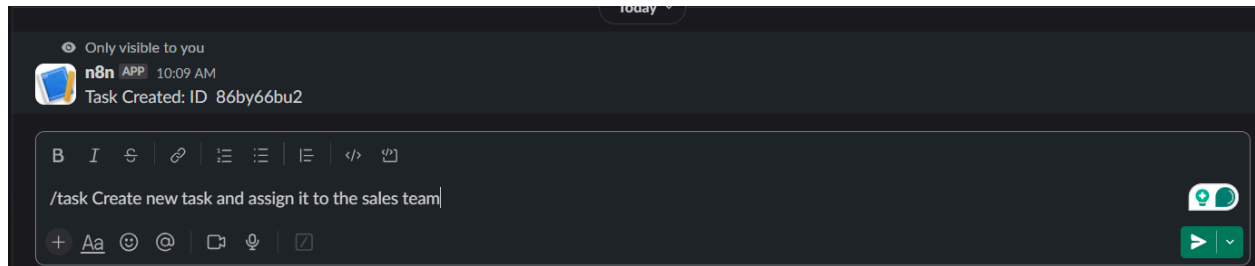 Today
Only visible to you
n8n APP 10:09 AM
Task Created: ID 86by66bu2
B I S
/task Create new task and assign it to the sales team
Aa